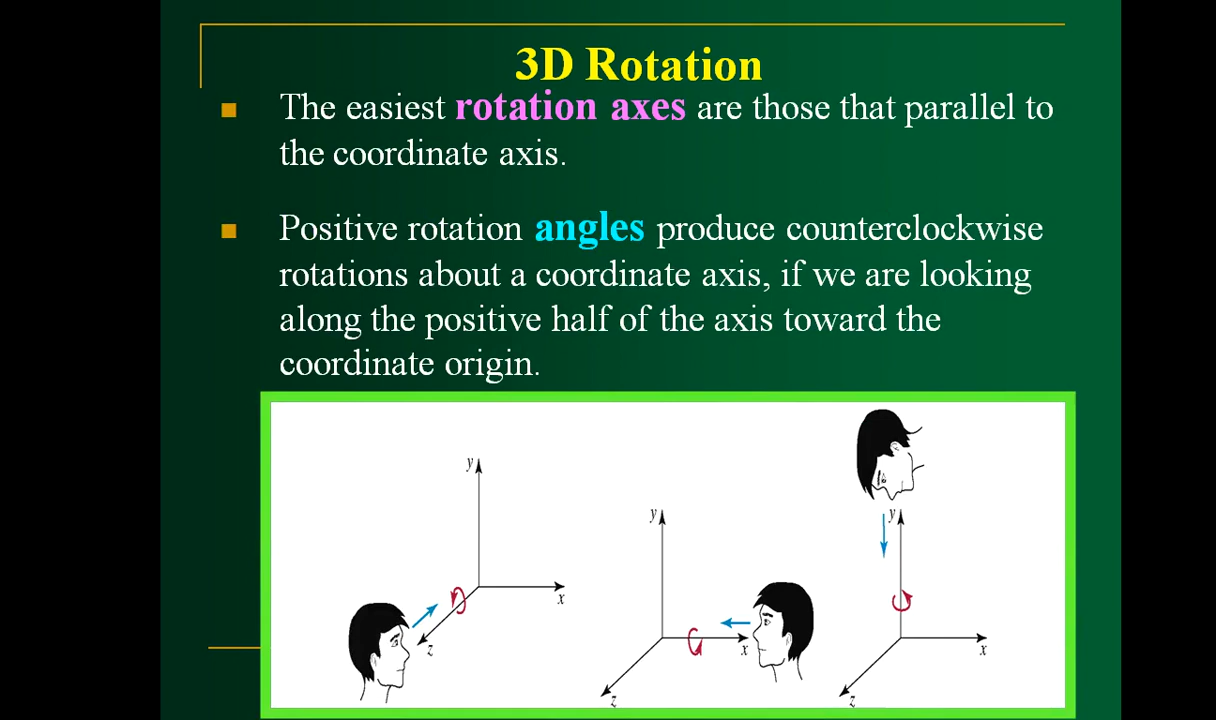 3D Rotation
The easiest rotation axes are those that parallel to
the coordinate axis.
Positive rotation angles produce counterclockwise
rotations about a coordinate axis, if we are looking
along the positive half of the axis toward the
coordinate origin.
y
x
z
y
x
z
y
x
z